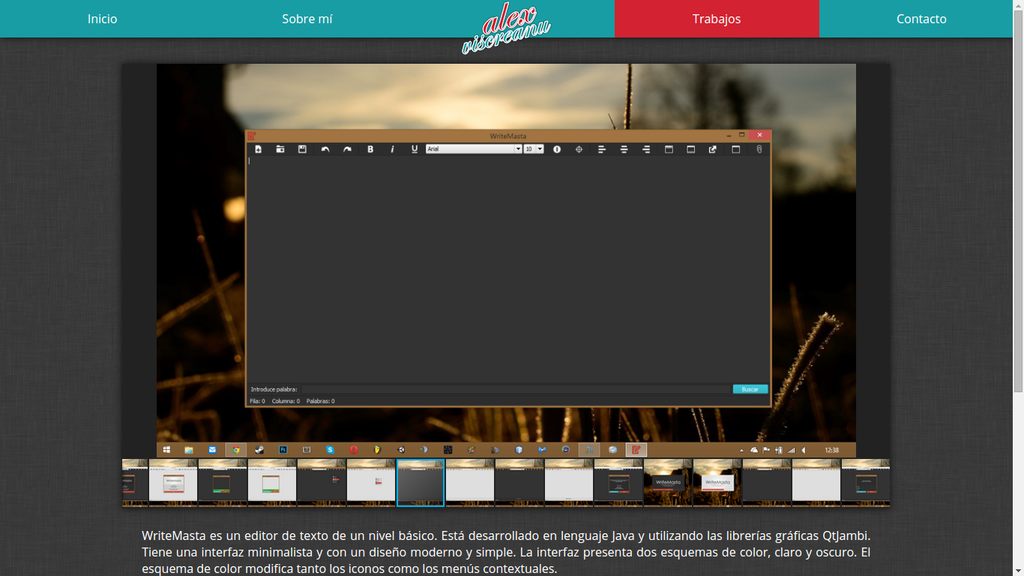 Inicio
Sobre mí
alex
visoreanu
Trabajos
Contacto
WriteMasta
B i U Arial 10
Introduce palabra:
Buscar
Fila: 0 Columna: 0 Palabras: 0
12:38
WriteMasta
WriteMasta
WriteMasta es un editor de texto de un nivel básico. Está desarrollado en lenguaje Java y utilizando las librerías gráficas QtJambi.
Tiene una interfaz minimalista y con un diseño moderno y simple. La interfaz presenta dos esquemas de color, claro y oscuro. El
esquema de color modifica tanto los iconos como los menús contextuales.